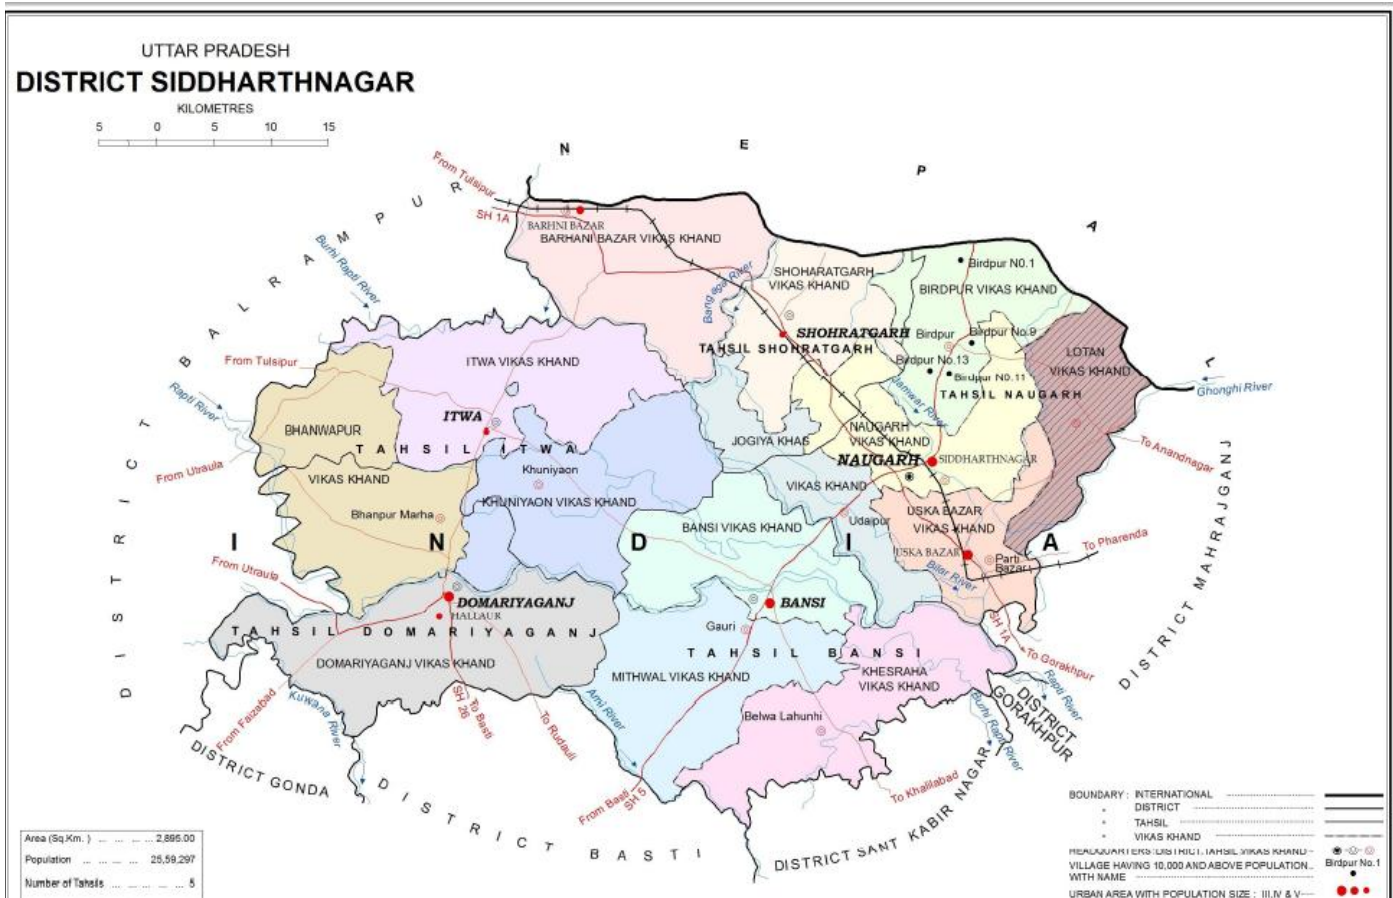 UTTAR PRADESH
DISTRICT SIDDHARTHNAGAR
KILOMETRES
5 0 5 10 15
N E P A L
From Tulsipur
SH 1A
BARHNI BAZAR
BARHANI BAZAR VIKAS KHAND
DISTRICT BALRAMPUR
Burhi Rapti River
Banganga River
SHOHARATGARH
VIKAS KHAND
Birdpur N0.1
BIRDPUR VIKAS KHAND
SHOHRATGARH
TAHSIL SHOHRATGARH
Birdpur
Birdpur No.9
Birdpur No.13
Birdpur N0.11
TAHSIL NAUGARH
LOTAN
VIKAS KHAND
Ghonghi River
From Tulsipur
ITWA VIKAS KHAND
Rapti River
Jamwar River
ITWA
BHANWAPUR
TAHSIL ITWA
JOGIYA KHAS
NAUGARH
VIKAS KHAND
NAUGARH
SIDDHARTHNAGAR
To Anandnagar
From Utraula
VIKAS KHAND
Khuniyaon
KHUNIYAON VIKAS KHAND
VIKAS KHAND
Bhanpur Marha
BANSI VIKAS KHAND
Udaipur
USKA BAZAR
VIKAS KHAND
I N D I A
USKA BAZAR
Parti
Bazar
To Pharenda
From Utraula
Bilar River
DISTRICT MAHRAJGANJ
DOMARIYAGANJ
HALLAUR
BANSI
TAHSIL DOMARIYAGANJ
Gauri
TAHSIL BANSI
SH 1A
To Gorakhpur
DOMARIYAGANJ VIKAS KHAND
MITHWAL VIKAS KHAND
KHESRAHA
VIKAS KHAND
Rapti River
DISTRICT
GORAKHPUR
From Faizabad
Kuwana River
SH 26
To Basti
To Rudauli
Ami River
Belwa Lahunhi
Burhi Rapti River
DISTRICT GONDA
From Basti
SH 5
To Khalilabad
DISTRICT BASTI
DISTRICT SANT KABIR NAGAR
Area (Sq.Km. ) ... ... ... 2,895.00
Population ... ... ... 25,59,297
Number of Tahsils ... ... ... 5
BOUNDARY : INTERNATIONAL
" DISTRICT
" TAHSIL
" VIKAS KHAND
HEADQUARTERS:DISTRICT,TAHSIL,VIKAS KHAND
VILLAGE HAVING 10,000 AND ABOVE POPULATION
WITH NAME
Birdpur No.1
URBAN AREA WITH POPULATION SIZE : III,IV & V